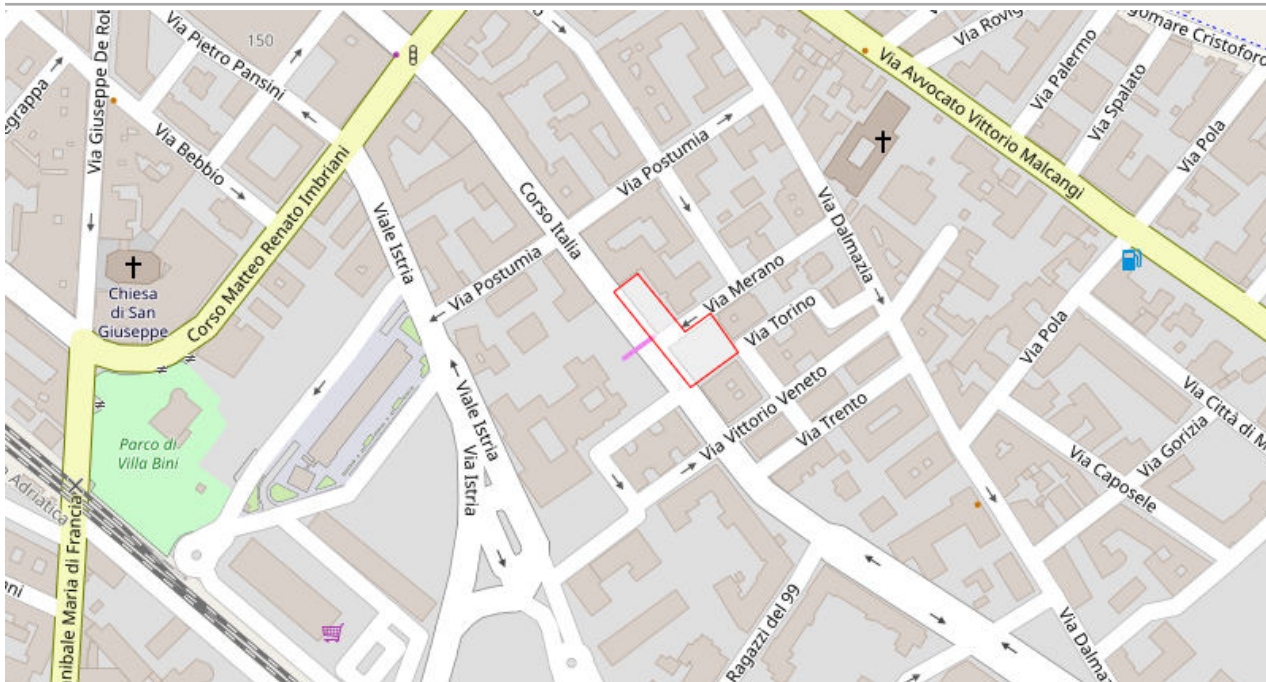 Via Pietro Pansini
150
Via Giuseppe De Rob
egrappa
Via Bebbio
Corso Matteo Renato Imbriani
Chiesa
di San
Giuseppe
Parco di
Villa Bini
Adriatica
nnibale Maria di Francia
nni
Viale Istria
Viale Istria
Via Istria
Via Postumia
Via Postumia
Corso Italia
Via Merano
Via Torino
Via Vittorio Veneto
Via Trento
Via Dalmazia
Via Dalmaz
Ragazzi del 99
Via Avvocato Vittorio Malcangi
Via Rovig
Via Palermo
Via Spalato
Via Pola
Via Pola
gomare Cristoforo
Via Città di M
Via Gorizia
Via Caposele